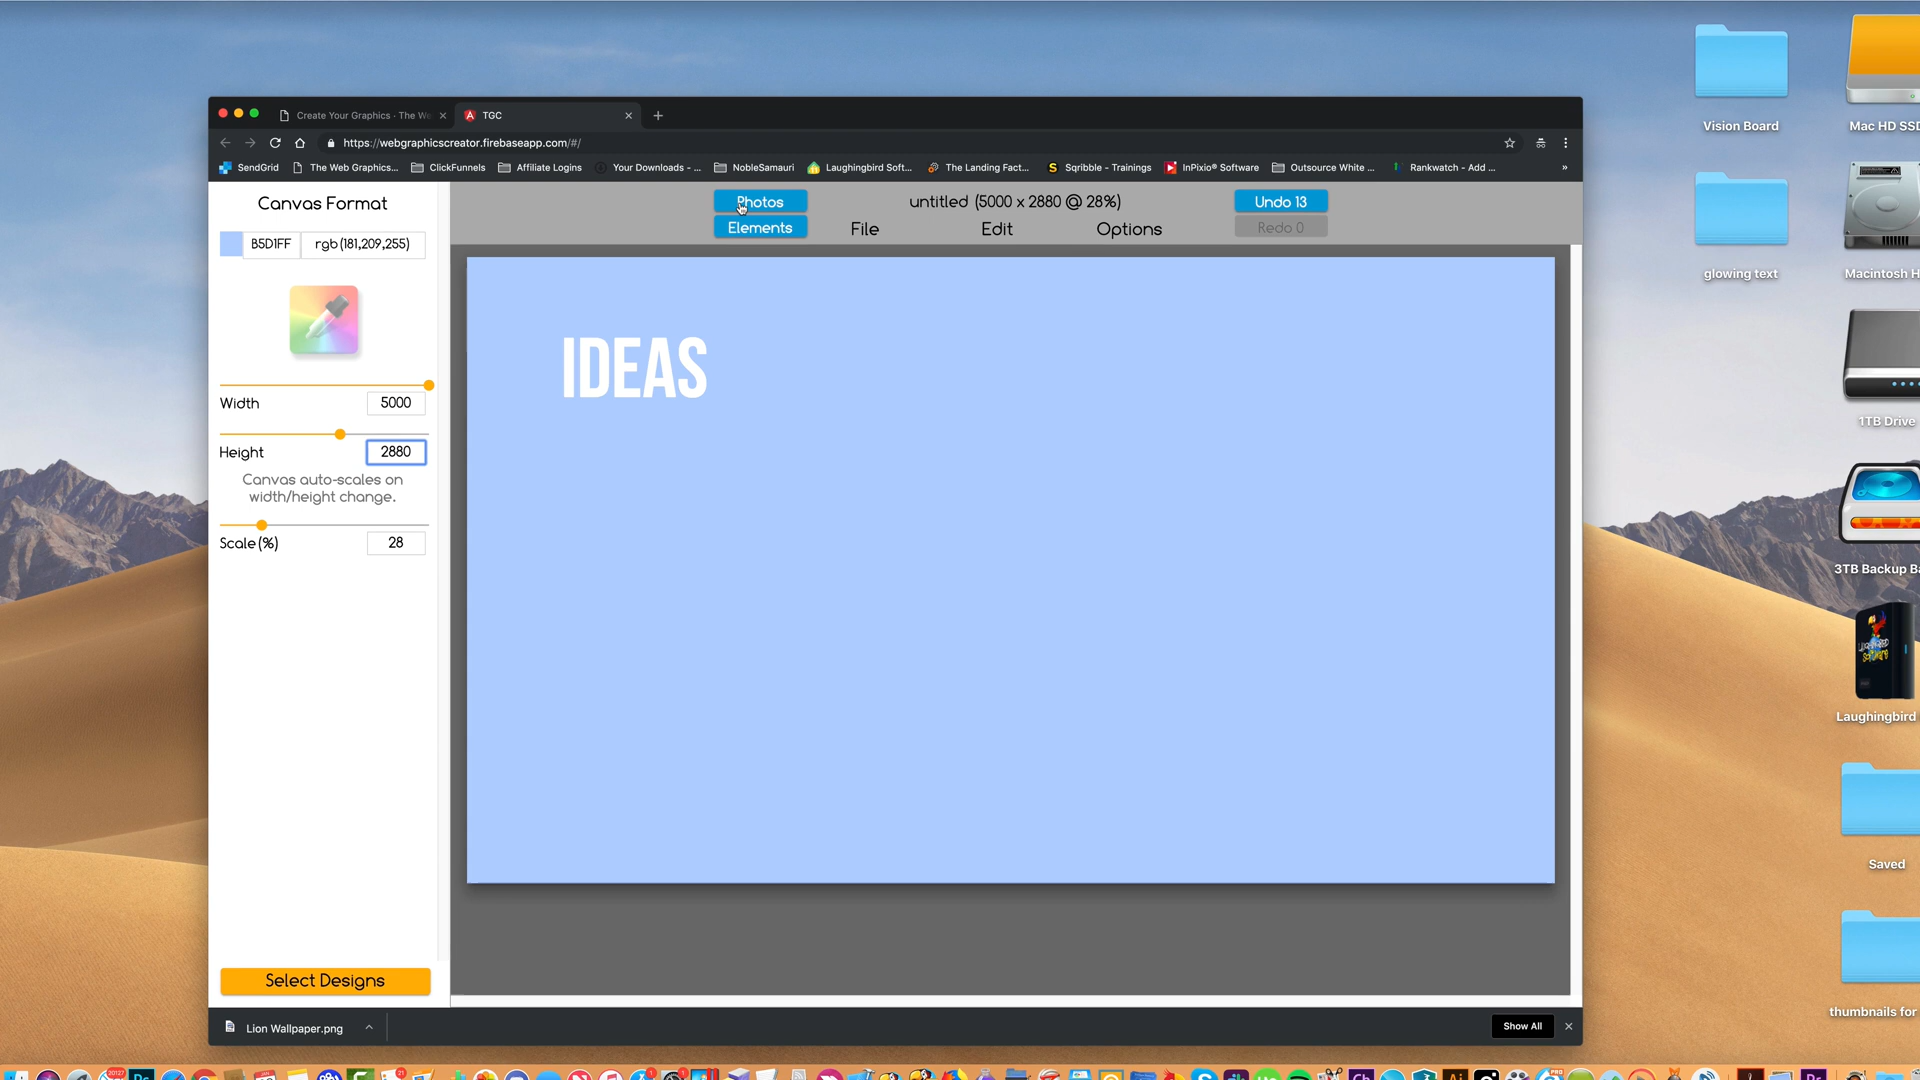 Create Your Graphics - The Wo
TGC
https://webgraphicscreator.firebaseapp.com/#/
SendGrid
The Web Graphics...
ClickFunnels
Affiliate Logins
Your Downloads - ...
NobleSamurai
Laughingbird Soft...
The Landing Fact...
Sqribble - Trainings
InPixio® Software
Outsource White ...
Rankwatch - Add ...
»
Canvas Format
B5D1FF
rgb(181,209,255)
Width
5000
Height
2880
Canvas auto-scales on
width/height change.
Scale(%)
28
Select Designs
Photos
Elements
untitled (5000 x 2880 @ 28%)
File
Edit
Options
Undo 13
Redo 0
IDEAS
Lion Wallpaper.png
Show All
Vision Board
Mac HD SSD
glowing text
Macintosh H
1TB Drive
3TB Backup Ba
Laughingbird
Saved
thumbnails for